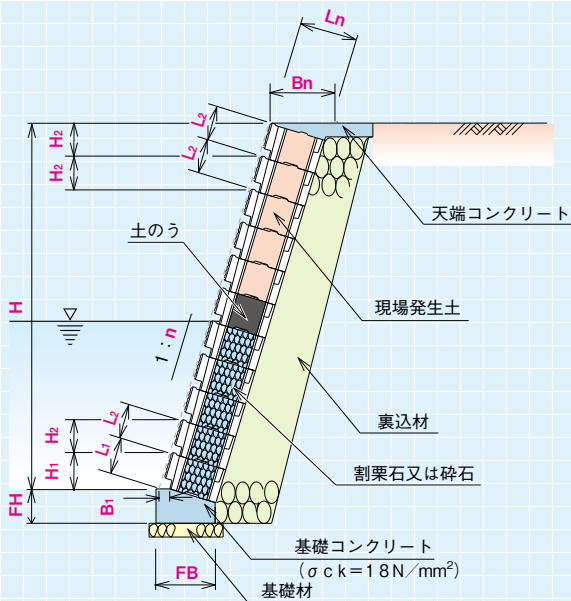 Ln
Bn
L2
L2
H2
H2
天端コンクリート
土のう
現場発生土
H
1:n
裏込材
L2
H2
L1
H1
割栗石又は砕石
FH
B1
基礎コンクリート
(σck=18N/mm²)
FB
基礎材